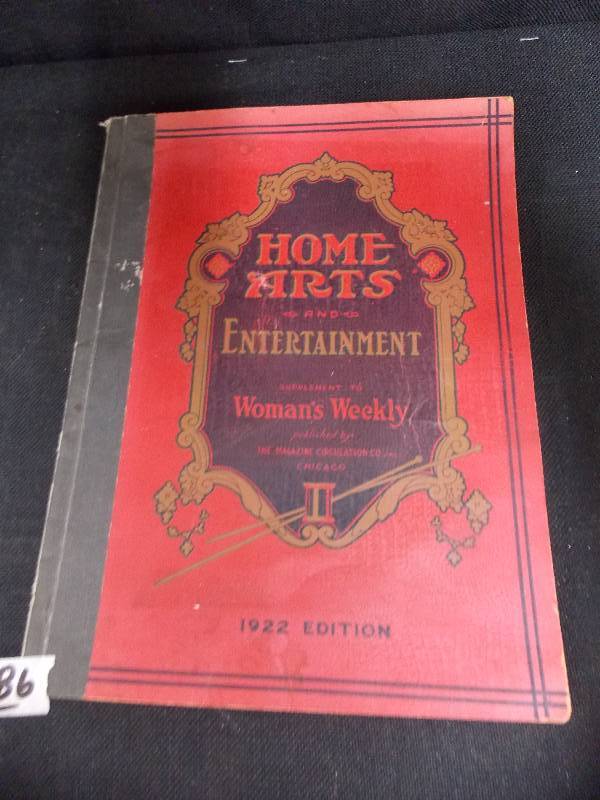 HOME
ARTS
AND
ENTERTAINMENT
SUPPLEMENT TO
Woman's Weekly
published by
THE MAGAZINE CIRCULATION CO. INC.
CHICAGO
II
1922 EDITION
86